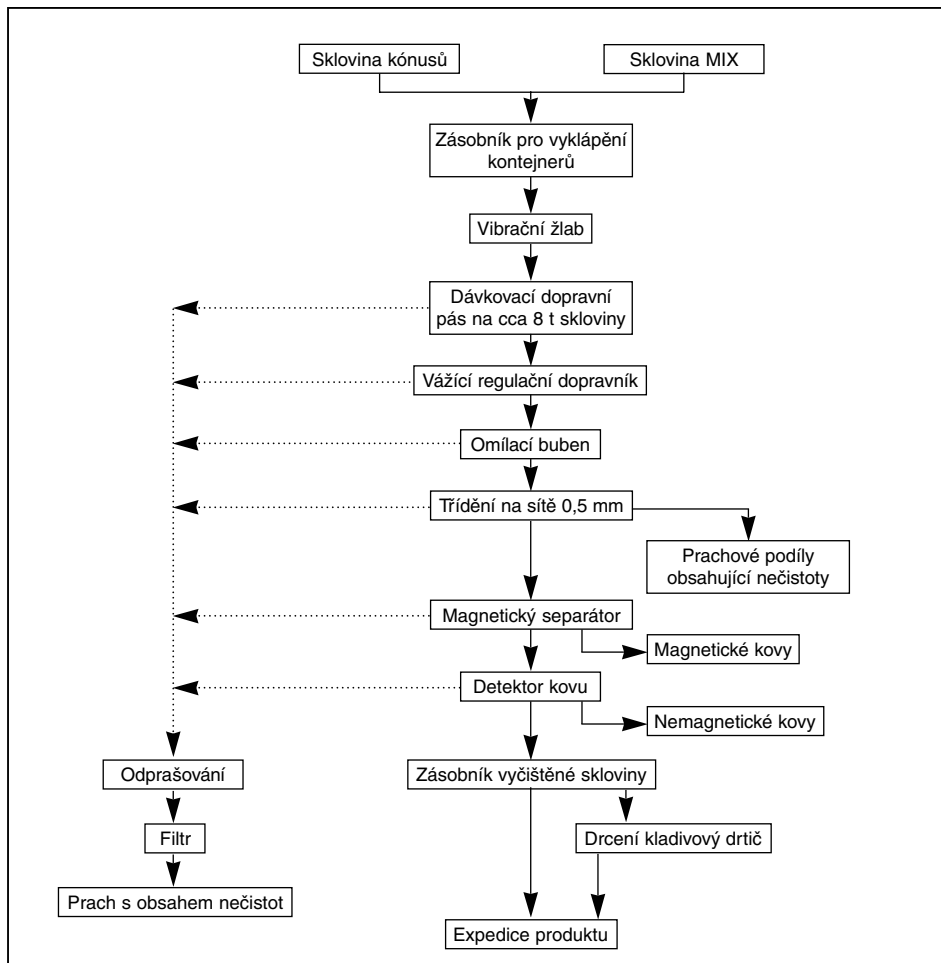 Sklovina kónusů
Sklovina MIX
Zásobník pro vyklápění
kontejnerů
Vibrační žlab
Dávkovací dopravní
pás na cca 8 t skloviny
Vážící regulační dopravník
Omílací buben
Třídění na sítě 0,5 mm
Prachové podíly
obsahující nečistoty
Magnetický separátor
Magnetické kovy
Detektor kovu
Nemagnetické kovy
Odprašování
Zásobník vyčištěné skloviny
Filtr
Drcení kladivový drtič
Prach s obsahem nečistot
Expedice produktu